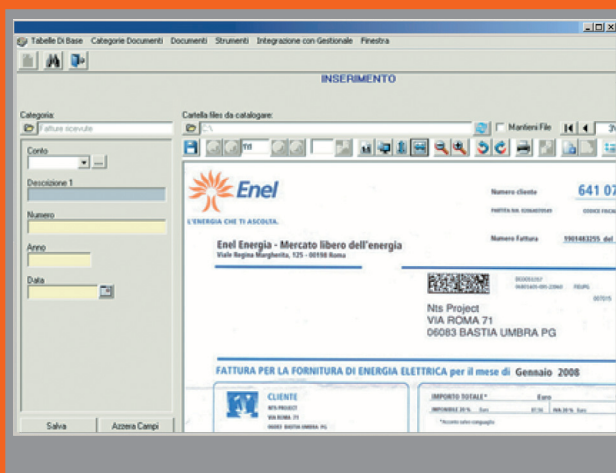 Tabelle Di Base Categorie Documenti Documenti Strumenti Integrazione con Gestionale Finestra
INSERIMENTO
Categoria:
Fatture ricevute
Cartella files da catalogare:
C:\
Mantieni File
Conto
Descrizione 1
Numero
Anno
Data
Salva
Azzera Campi
1/1
Enel
L'ENERGIA CHE TI ASCOLTA.
Numero cliente 641 07
Numero Fattura 1901483255 del
Enel Energia - Mercato libero dell'energia
Viale Regina Margherita, 125 - 00198 Roma
Nts Project
VIA ROMA 71
06083 BASTIA UMBRA PG
FATTURA PER LA FORNITURA DI ENERGIA ELETTRICA per il mese di Gennaio 2008
CLIENTE
NTS PROJECT
VIA ROMA 71
06083 BASTIA UMBRA PG
IMPORTO TOTALE* Euro